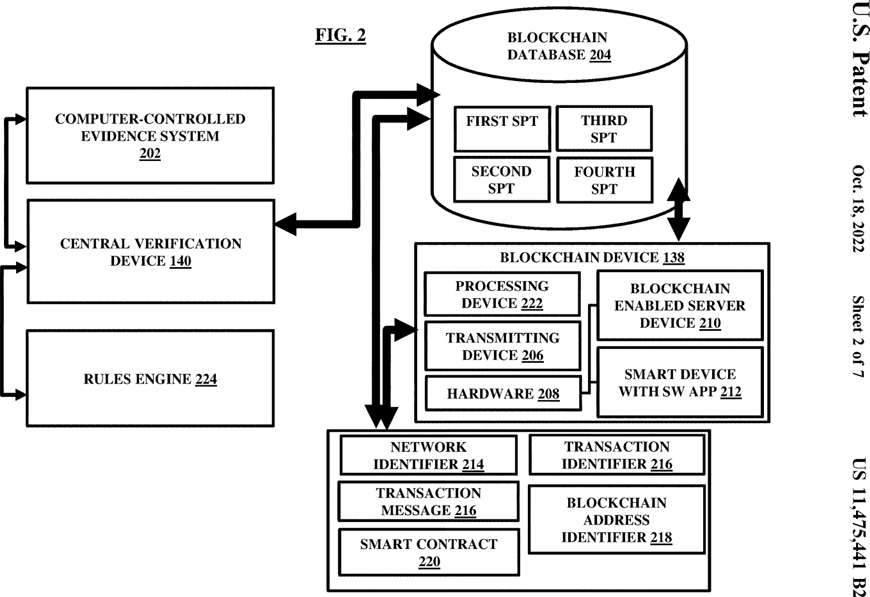 FIG. 2
BLOCKCHAIN
DATABASE 204
FIRST SPT
THIRD
SPT
SECOND
SPT
FOURTH
SPT
COMPUTER-CONTROLLED
EVIDENCE SYSTEM
202
CENTRAL VERIFICATION
DEVICE 140
RULES ENGINE 224
BLOCKCHAIN DEVICE 138
PROCESSING
DEVICE 222
TRANSMITTING
DEVICE 206
HARDWARE 208
BLOCKCHAIN
ENABLED SERVER
DEVICE 210
SMART DEVICE
WITH SW APP 212
NETWORK
IDENTIFIER 214
TRANSACTION
IDENTIFIER 216
TRANSACTION
MESSAGE 216
BLOCKCHAIN
ADDRESS
IDENTIFIER 218
SMART CONTRACT
220
U.S. Patent
Oct. 18, 2022
Sheet 2 of 7
US 11,475,441 B2